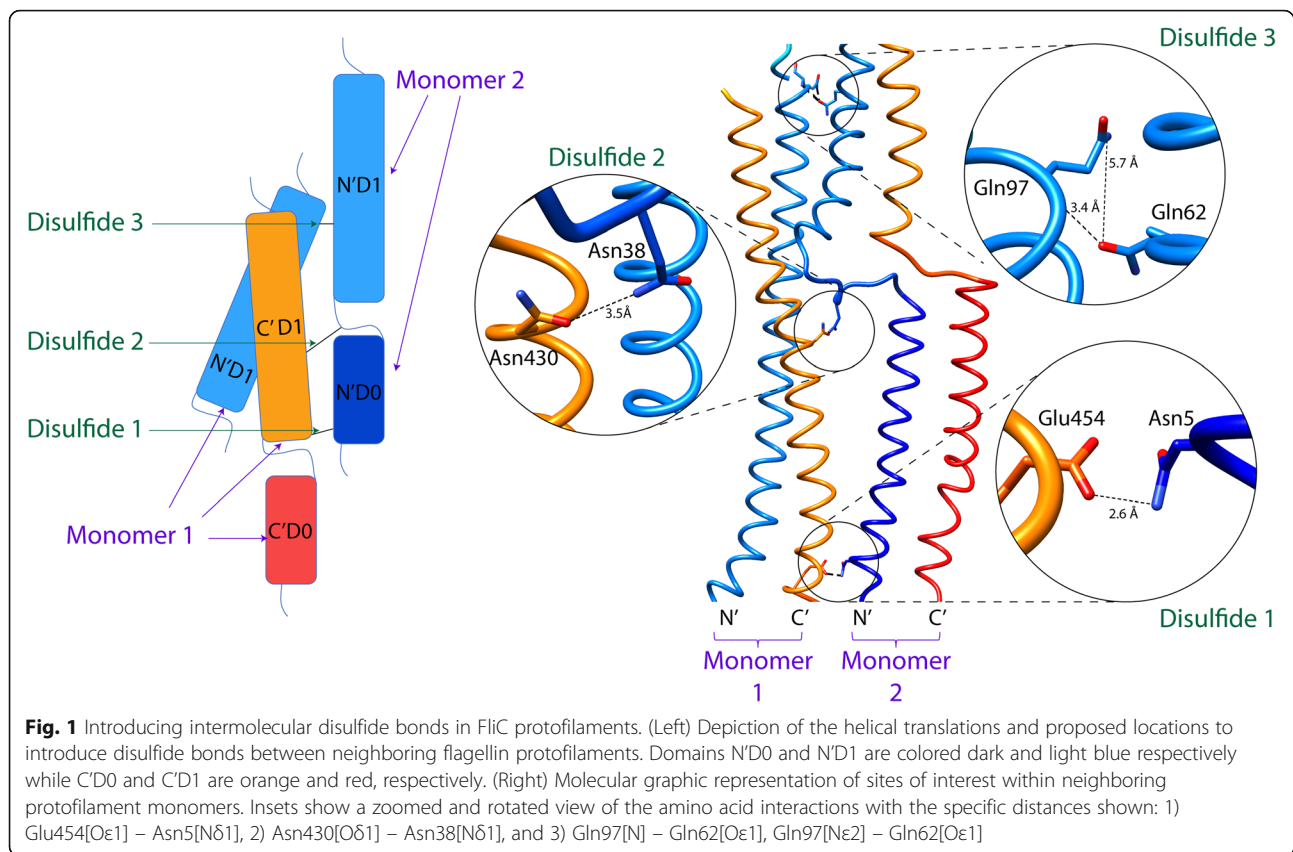 Monomer 2
N'D1
Disulfide 3
C'D1
Disulfide 2
N'D1
N'D0
Disulfide 1
Monomer 1
C'D0
Disulfide 2
Asn38
3.5Å
Asn430
Disulfide 3
Gln97
5.7 Å
3.4 Å
Gln62
Glu454
Asn5
2.6 Å
Disulfide 1
N' C' N' C'
Monomer Monomer
1 2
Fig. 1 Introducing intermolecular disulfide bonds in FliC protofilaments. (Left) Depiction of the helical translations and proposed locations to
introduce disulfide bonds between neighboring flagellin protofilaments. Domains N'D0 and N'D1 are colored dark and light blue respectively
while C'D0 and C'D1 are orange and red, respectively. (Right) Molecular graphic representation of sites of interest within neighboring
protofilament monomers. Insets show a zoomed and rotated view of the amino acid interactions with the specific distances shown: 1)
Glu454[Oε1] – Asn5[Nδ1], 2) Asn430[Oδ1] – Asn38[Nδ1], and 3) Gln97[N] – Gln62[Oε1], Gln97[Nε2] – Gln62[Oε1]